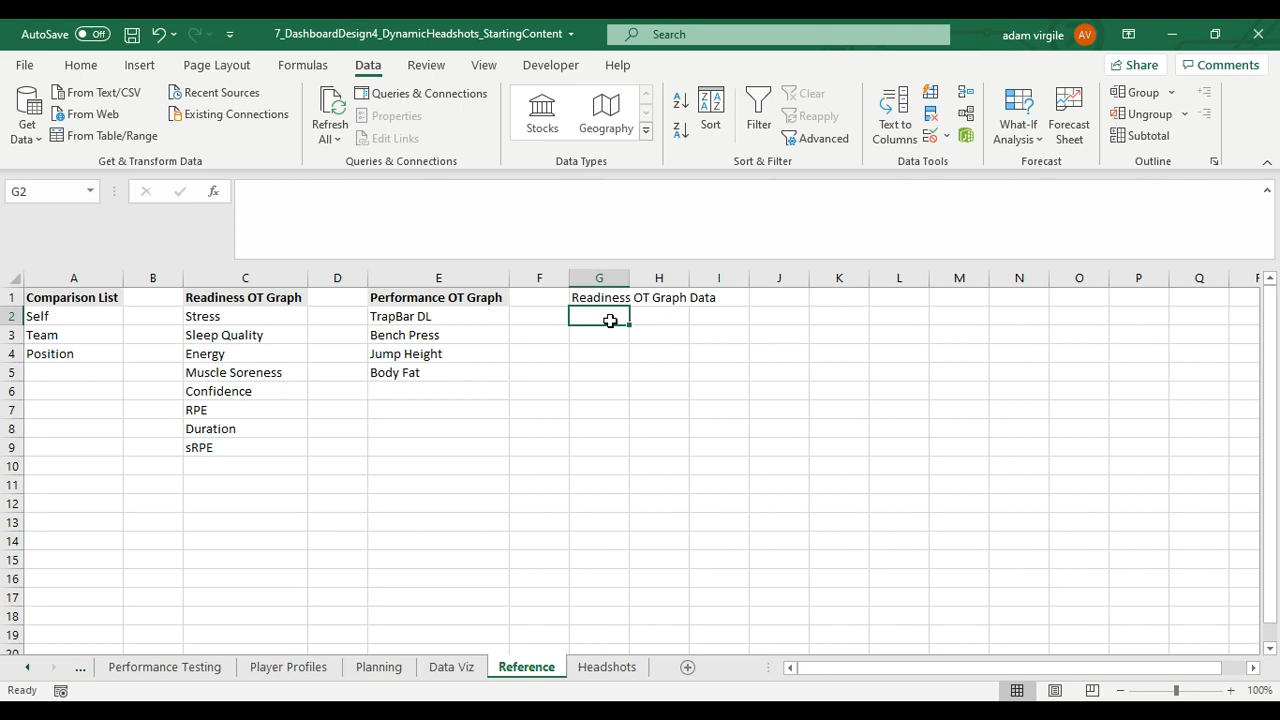 AutoSave Off 7_DashboardDesign4_DynamicHeadshots_StartingContent Search adam virgile AV
File Home Insert Page Layout Formulas Data Review View Developer Help Share Comments
From Text/CSV Recent Sources Queries & Connections Clear Group
From Web Existing Connections Properties Reapply Ungroup
From Table/Range Edit Links Advanced Subtotal
Get Data Refresh All Stocks Geography Sort Filter Text to Columns What-If Analysis Forecast Sheet
Get & Transform Data Queries & Connections Data Types Sort & Filter Data Tools Forecast Outline
G2 fx
A B C D E F G H I J K L M N O P Q
1 Comparison List Readiness OT Graph Performance OT Graph Readiness OT Graph Data
2 Self Stress TrapBar DL
3 Team Sleep Quality Bench Press
4 Position Energy Jump Height
5 Muscle Soreness Body Fat
6 Confidence
7 RPE
8 Duration
9 sRPE
10
11
12
13
14
15
16
17
18
19
... Performance Testing Player Profiles Planning Data Viz Reference Headshots
Ready 100%